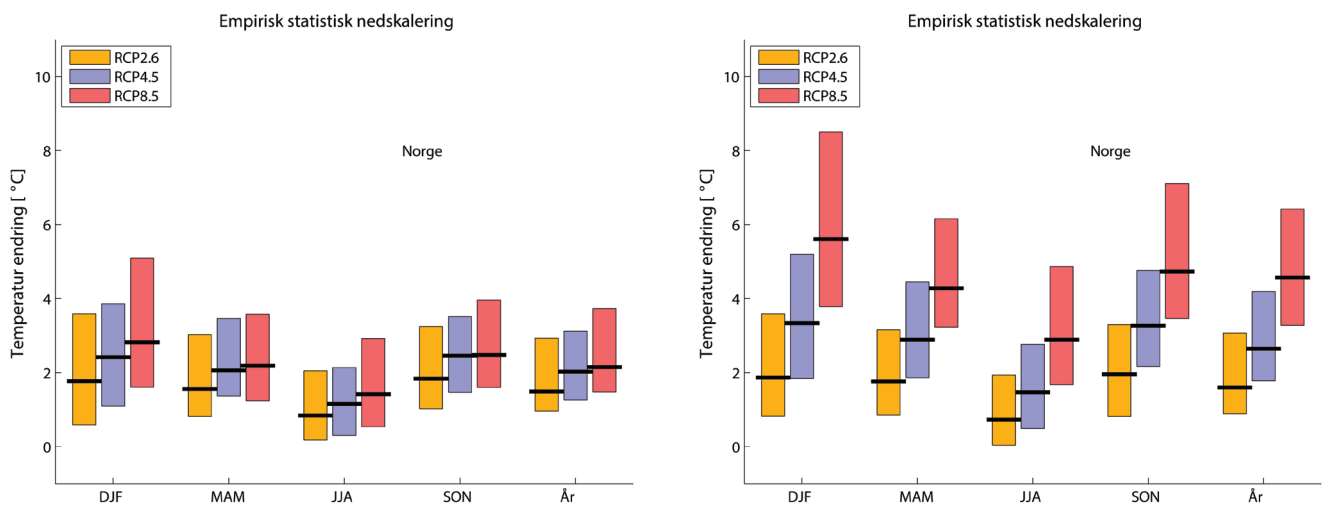 Empirisk statistisk nedskalering
RCP2.6
RCP4.5
RCP8.5
Norge
Temperatur endring [ °C]
10
8
6
4
2
0
DJF
MAM
JJA
SON
År
Empirisk statistisk nedskalering
RCP2.6
RCP4.5
RCP8.5
Norge
Temperatur endring [ °C]
10
8
6
4
2
0
DJF
MAM
JJA
SON
År